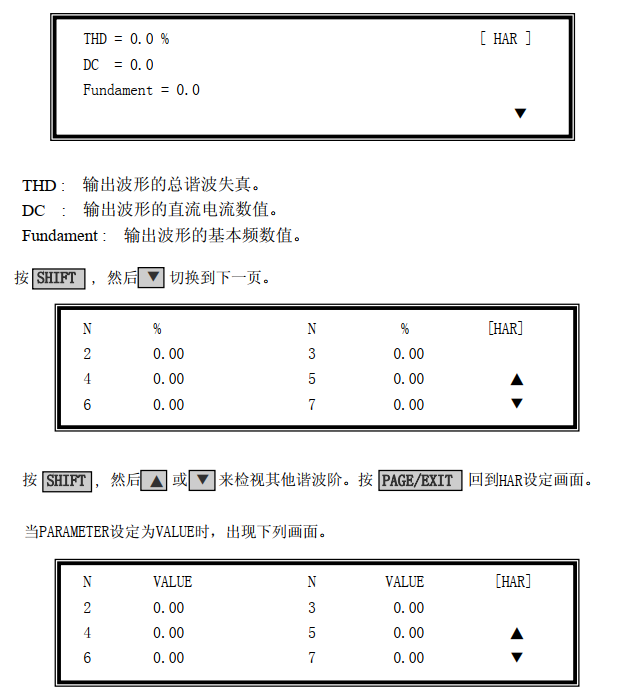 THD = 0.0 % [ HAR ]
DC = 0.0
Fundament = 0.0
▼
THD： 输出波形的总谐波失真。
DC ： 输出波形的直流电流数值。
Fundament： 输出波形的基本频数值。
按 SHIFT ，然后 ▼ 切换到下一页。
N % N % [HAR]
2 0.00 3 0.00
4 0.00 5 0.00 ▲
6 0.00 7 0.00 ▼
按 SHIFT ，然后 ▲ 或 ▼ 来检视其他谐波阶。按 PAGE/EXIT 回到HAR设定画面。
当PARAMETER设定为VALUE时，出现下列画面。
N VALUE N VALUE [HAR]
2 0.00 3 0.00
4 0.00 5 0.00 ▲
6 0.00 7 0.00 ▼